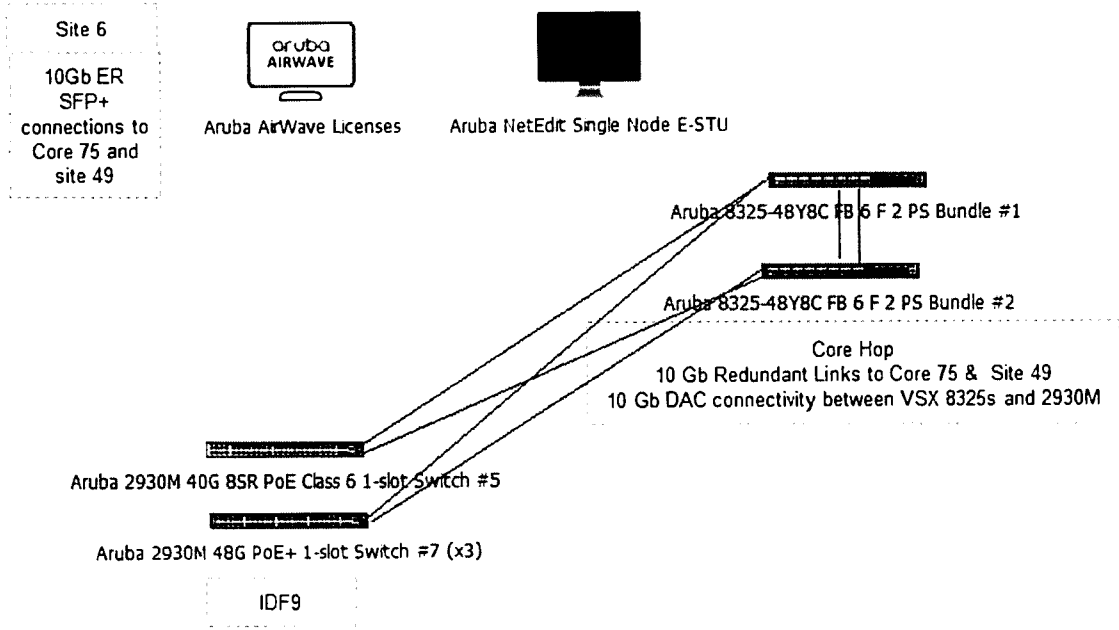 Site 6
10Gb ER
SFP+
connections to
Core 75 and
site 49
aruba
AIRWAVE
Aruba AirWave Licenses
Aruba NetEdit Single Node E-STU
Aruba 8325-48Y8C FB 6 F 2 PS Bundle #1
Aruba 8325-48Y8C FB 6 F 2 PS Bundle #2
Core Hop
10 Gb Redundant Links to Core 75 & Site 49
10 Gb DAC connectivity between VSX 8325s and 2930M
Aruba 2930M 40G 8SR PoE Class 6 1-slot Switch #5
Aruba 2930M 48G PoE+ 1-slot Switch #7 (x3)
IDF9